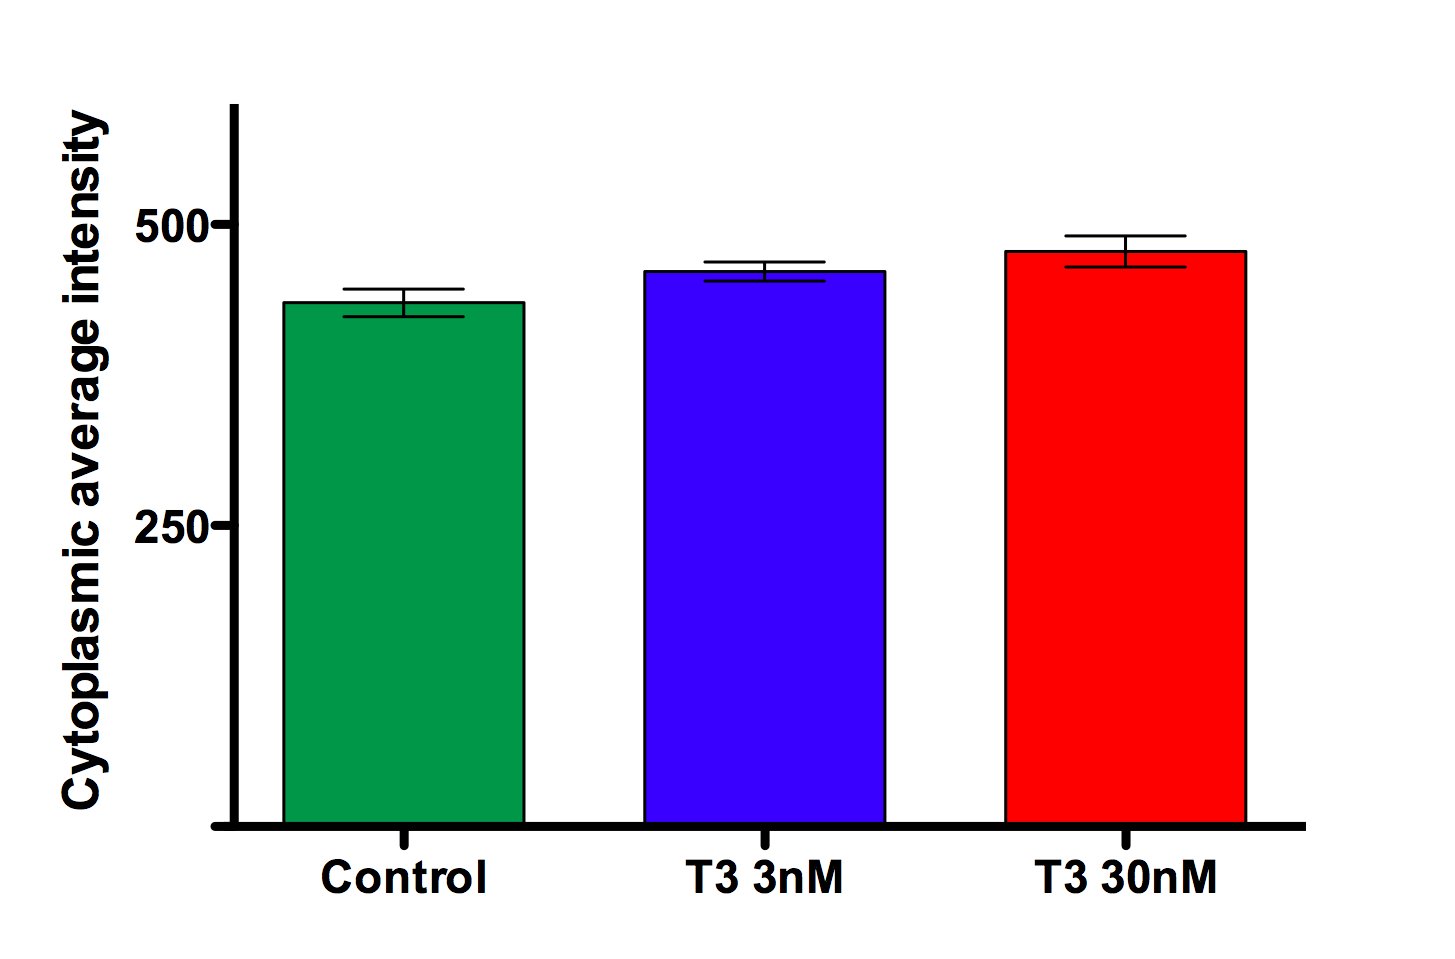 Cytoplasmic average intensity
500
250
Control
T3 3nM
T3 30nM